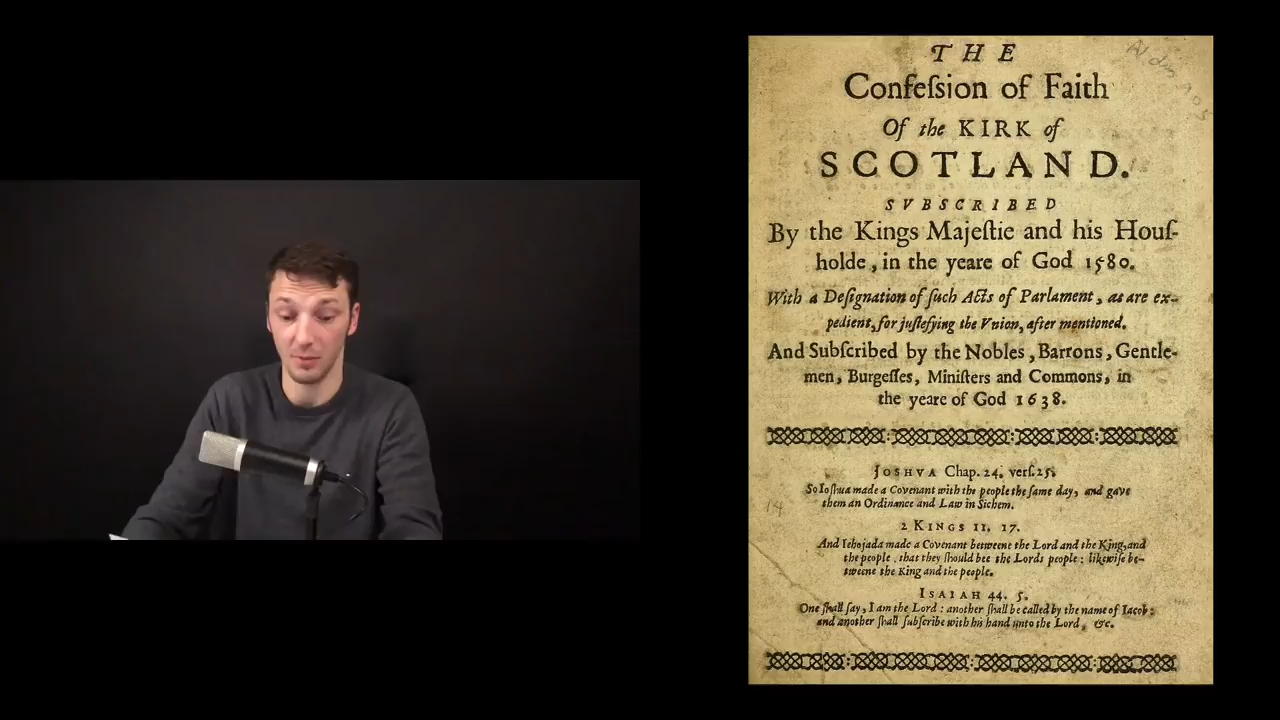 THE
Confeſsion of Faith
Of the KIRK of
SCOTLAND.
SVBSCRIBED
By the Kings Majeſtie and his Houſ-
holde, in the yeare of God 1580.
With a Deſignation of ſuch Acts of Parlament, as are ex-
pedient, for juſtefying the Vnion, after mentioned.
And Subſcribed by the Nobles, Barrons, Gentle-
men, Burgeſſes, Miniſters and Commons, in
the yeare of God 1638.
JOSHVA Chap. 24. verſ. 25.
So Ioſhua made a Covenant with the people the ſame day, and gave
them an Ordinance and Law in Sichem.
2 KINGS 11. 17.
And Iehojada made a Covenant betweene the Lord and the King, and
the people, that they ſhould bee the Lords people: likewiſe be-
tweene the King and the people.
ISAIAH 44. 5.
One ſhall ſay, I am the Lord: another ſhall be called by the name of Iacob:
and another ſhall ſubſcribe with his hand unto the Lord, &c.